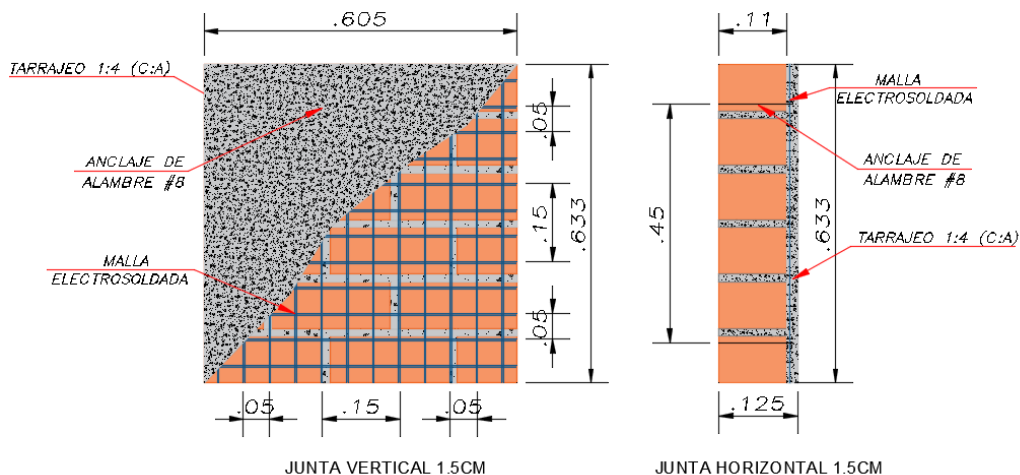 .605
TARRAJEO 1:4 (C:A)
ANCLAJE DE
ALAMBRE #8
MALLA
ELECTROSOLDADA
.05
.15
.633
.05
.05
.15
.05
JUNTA VERTICAL 1.5CM
.11
MALLA
ELECTROSOLDADA
ANCLAJE DE
ALAMBRE #8
.45
.633
TARRAJEO 1:4 (C:A)
.125
JUNTA HORIZONTAL 1.5CM